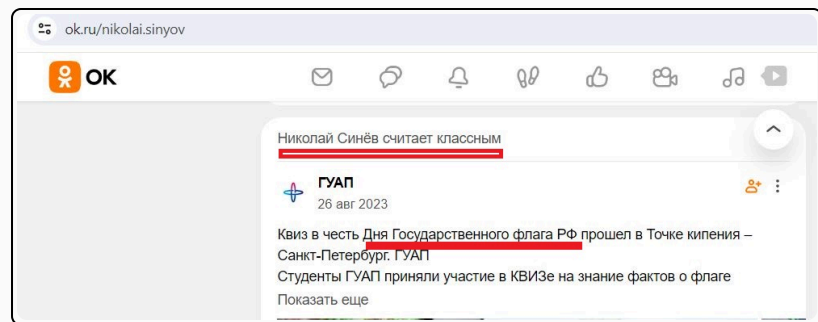 ok.ru/nikolai.sinyov
ОК
Николай Синёв считает классным
ГУАП
26 авг 2023
Квиз в честь Дня Государственного флага РФ прошел в Точке кипения –
Санкт-Петербург. ГУАП
Студенты ГУАП приняли участие в КВИЗе на знание фактов о флаге
Показать еще